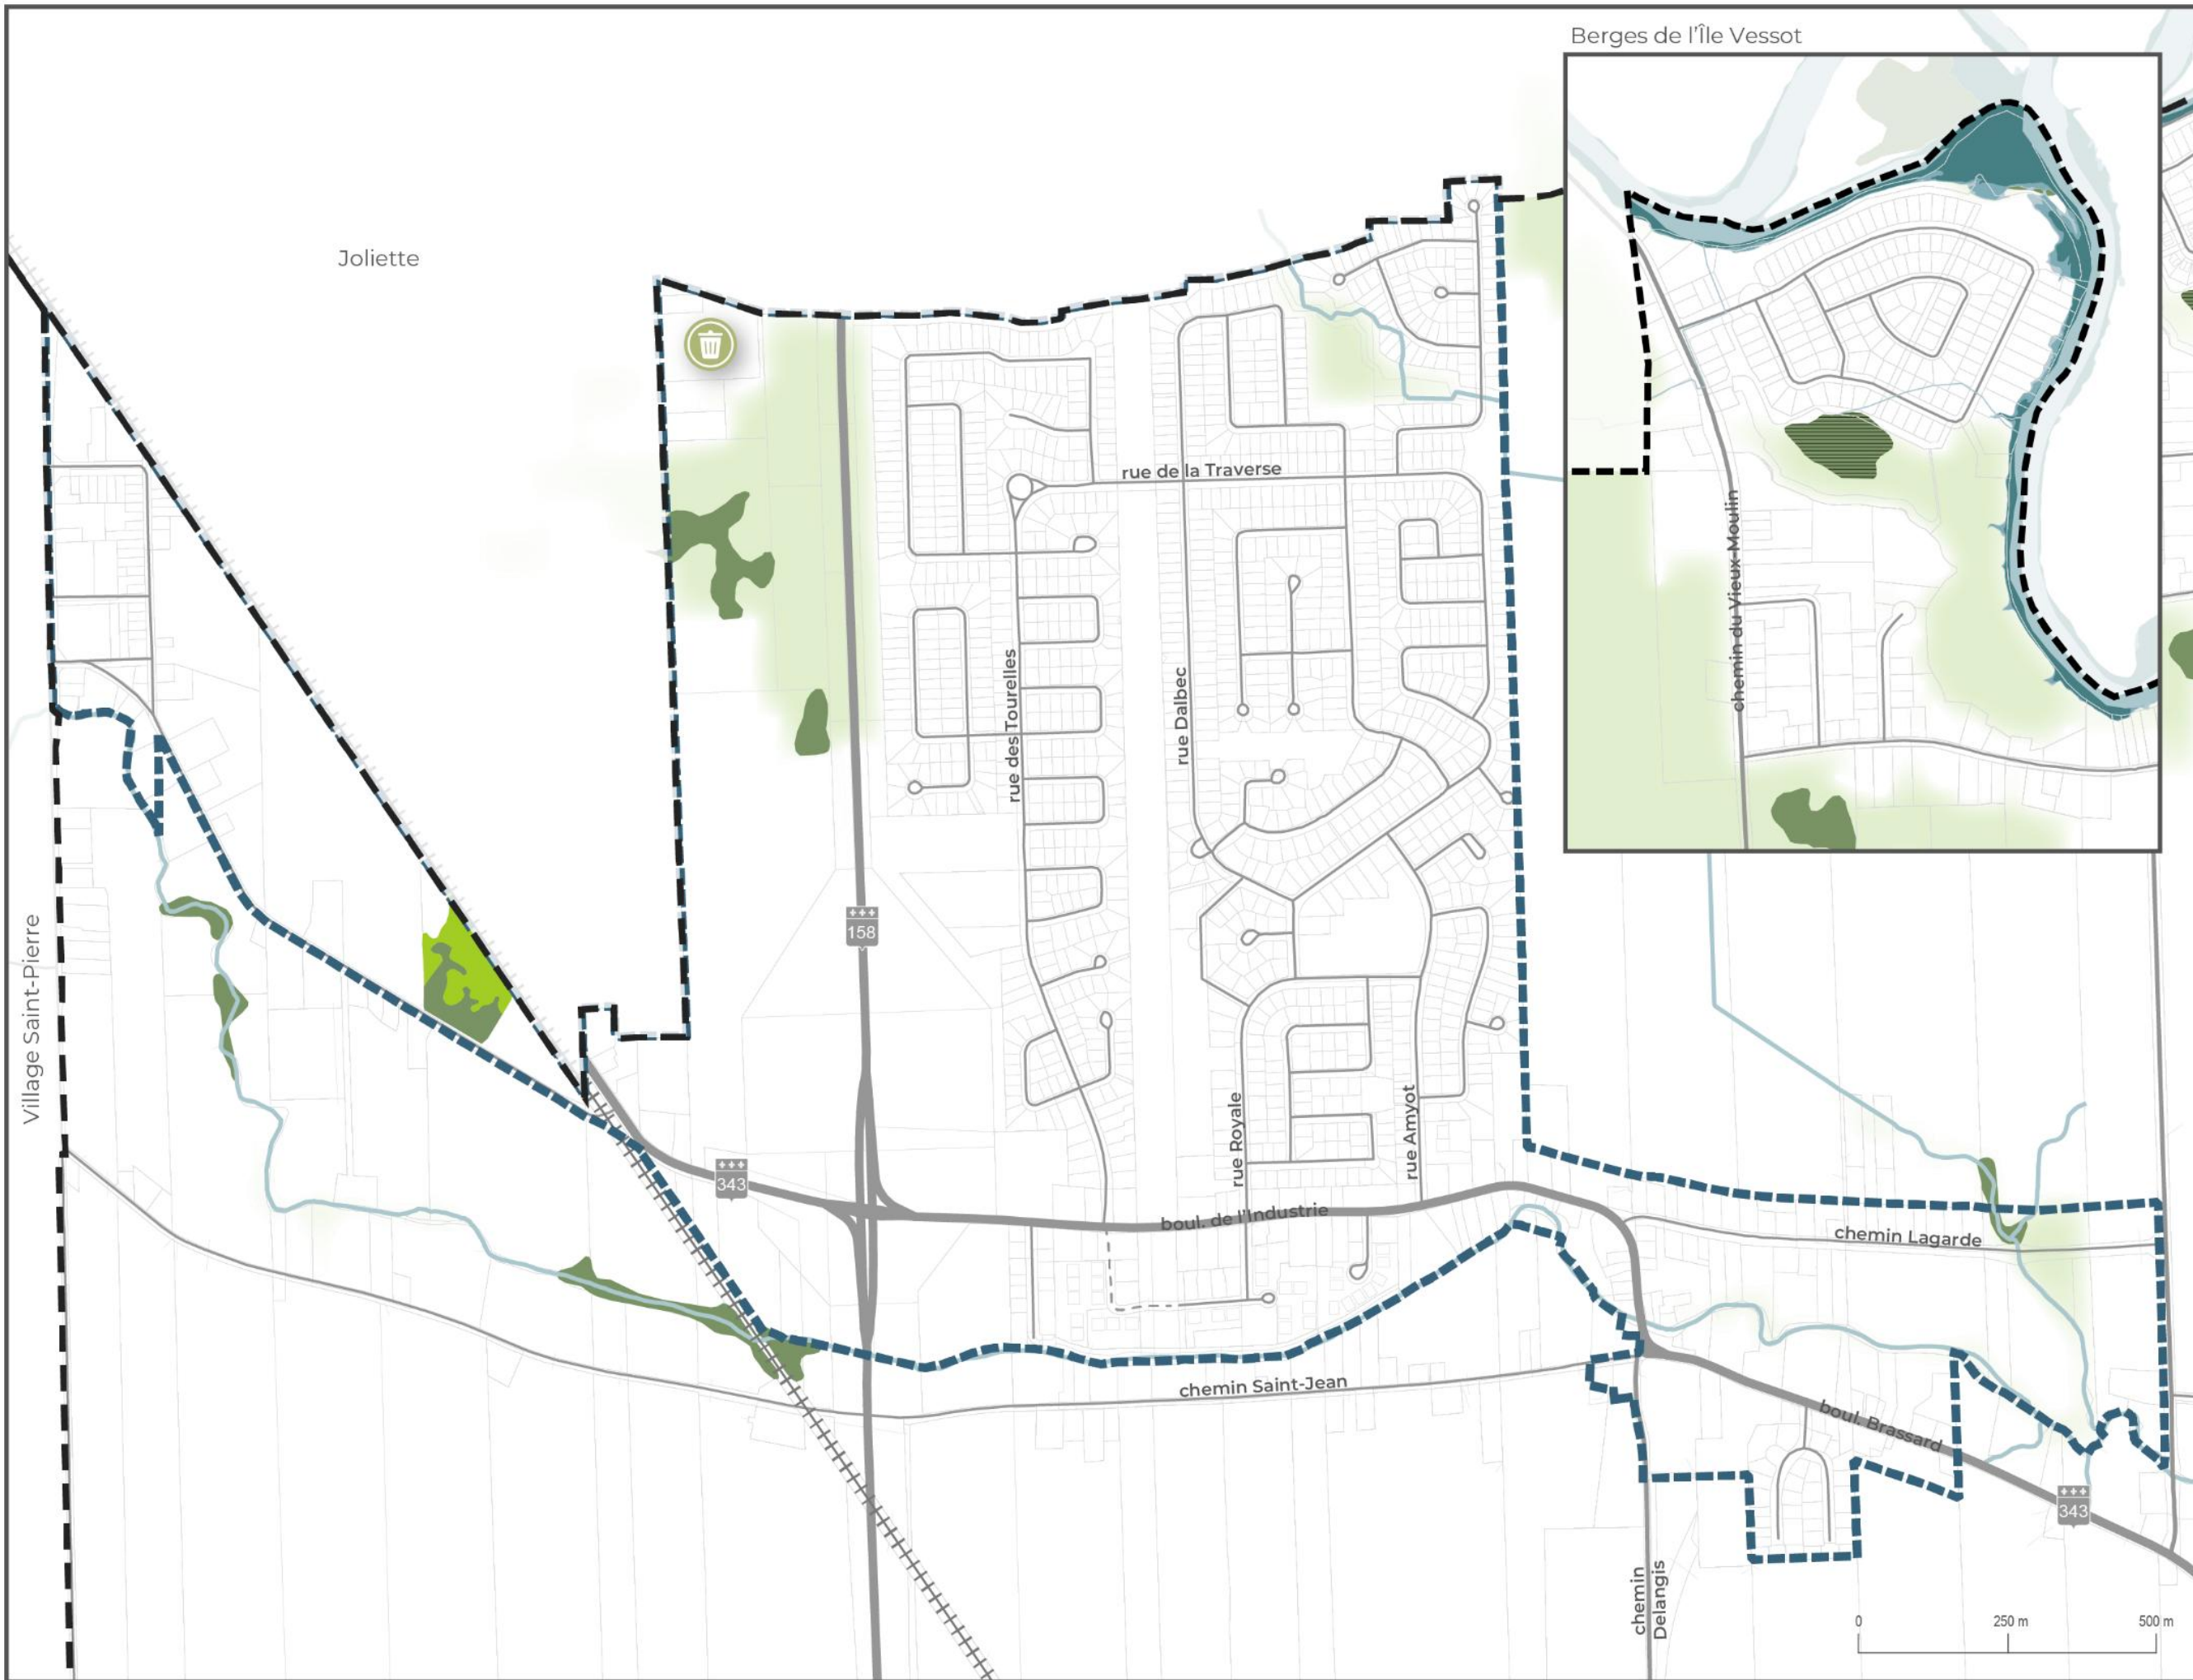 Berges de l'Île Vessot
Joliette
rue de la Traverse
chemin du Vieux-Moulin
rue des Tourelles
rue Dalbec
158
Village Saint-Pierre
rue Royale
rue Amyot
343
boul. de l'Industrie
chemin Lagarde
chemin Saint-Jean
boul. Brassard
343
chemin
Delangis
0 250 m 500 m